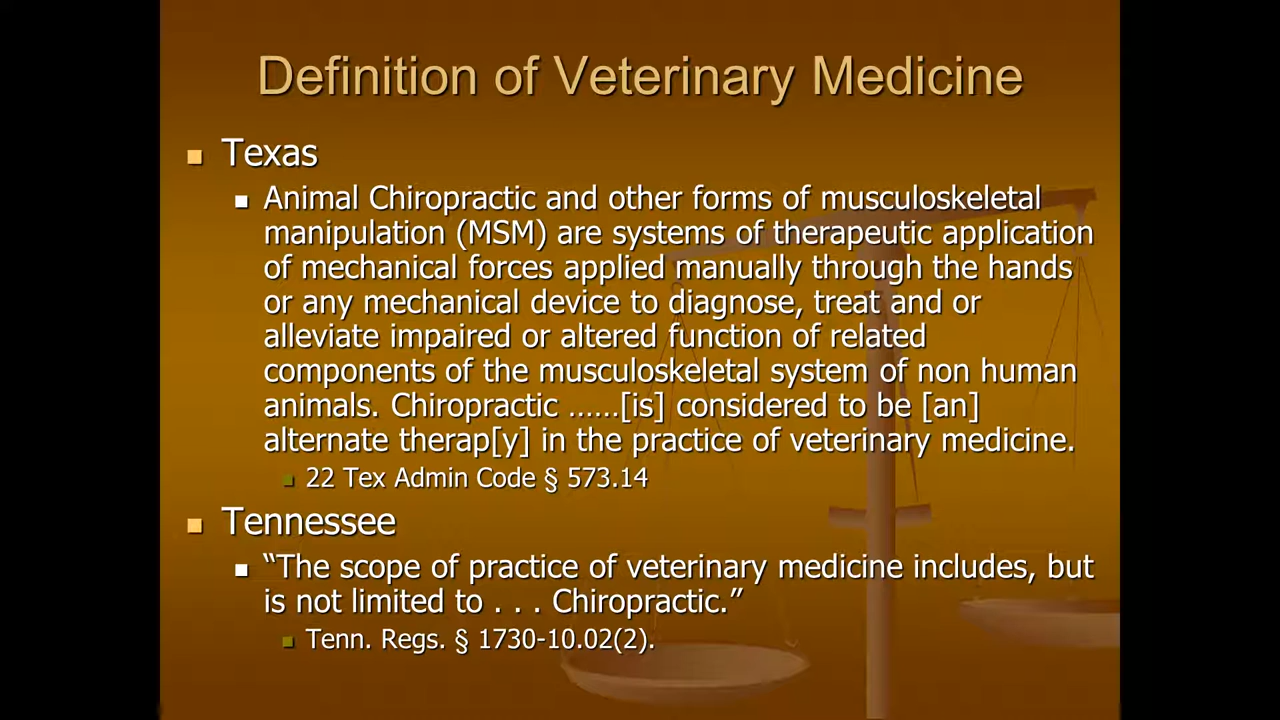 Definition of Veterinary Medicine
Texas
Animal Chiropractic and other forms of musculoskeletal
manipulation (MSM) are systems of therapeutic application
of mechanical forces applied manually through the hands
or any mechanical device to diagnose, treat and or
alleviate impaired or altered function of related
components of the musculoskeletal system of non human
animals. Chiropractic ……[is] considered to be [an]
alternate therap[y] in the practice of veterinary medicine.
22 Tex Admin Code § 573.14
Tennessee
“The scope of practice of veterinary medicine includes, but
is not limited to . . . Chiropractic.”
Tenn. Regs. § 1730-10.02(2).